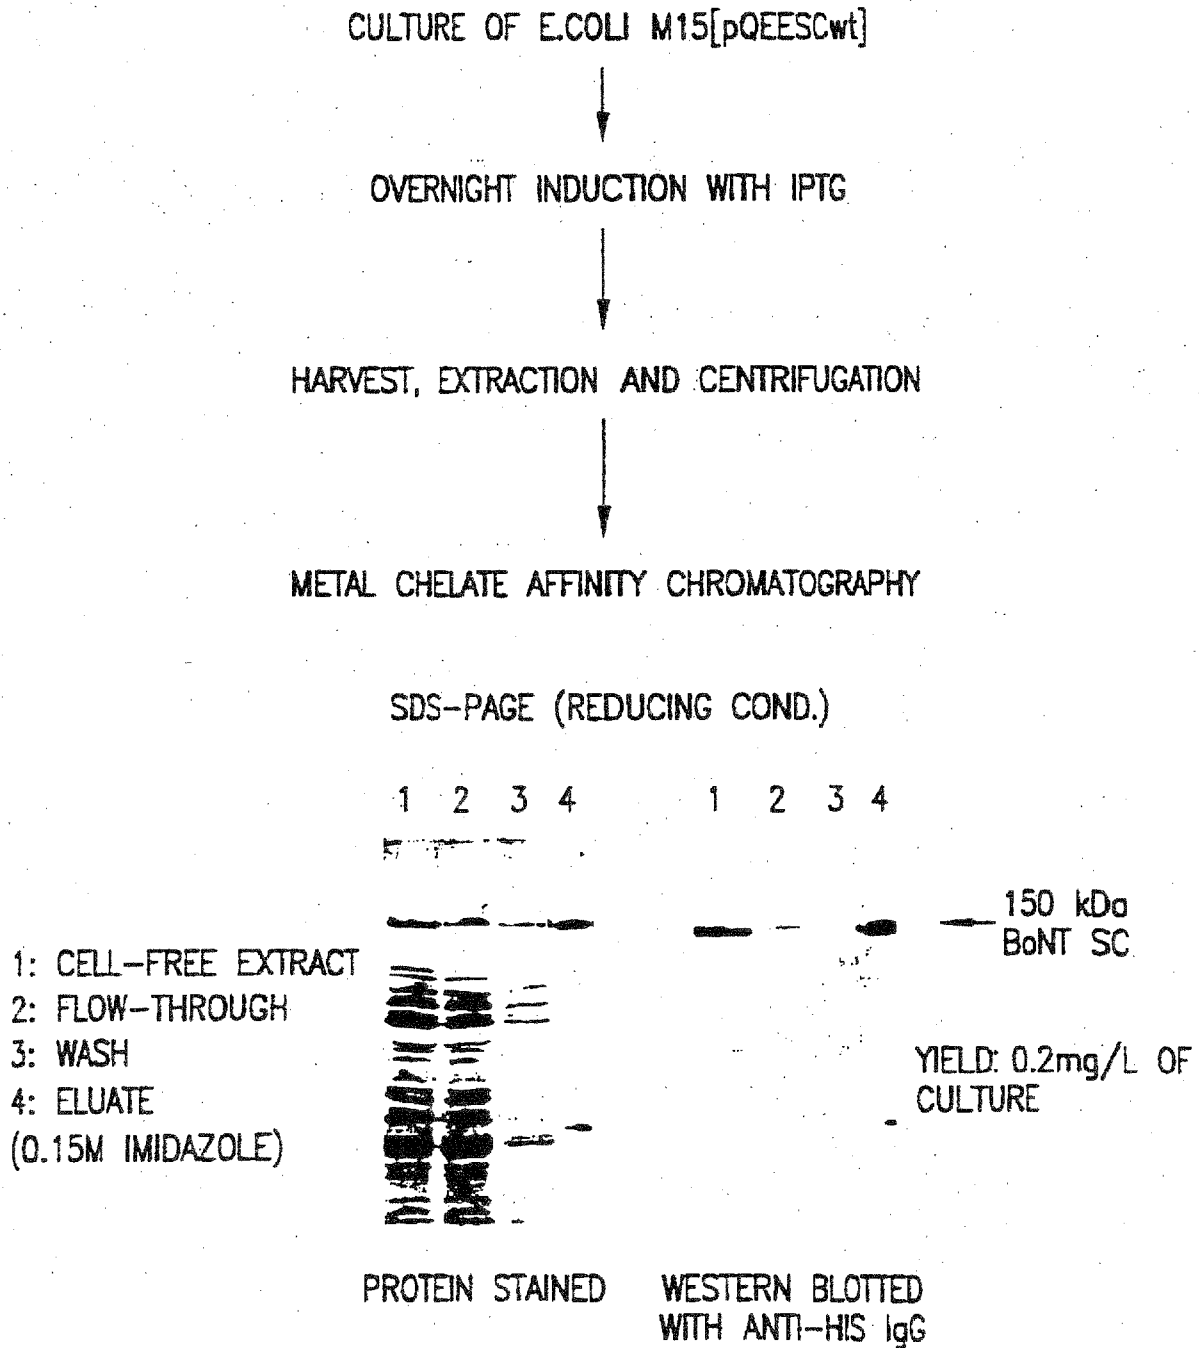 CULTURE OF E.COLI M15[pQEESCwt]
OVERNIGHT INDUCTION WITH IPTG
HARVEST, EXTRACTION AND CENTRIFUGATION
METAL CHELATE AFFINITY CHROMATOGRAPHY
SDS-PAGE (REDUCING COND.)
1 2 3 4
1 2 3 4
150 kDa
BoNT SC
1: CELL-FREE EXTRACT
2: FLOW-THROUGH
3: WASH
4: ELUATE
(0.15M IMIDAZOLE)
YIELD: 0.2mg/L OF
CULTURE
PROTEIN STAINED
WESTERN BLOTTED
WITH ANTI-HIS IgG